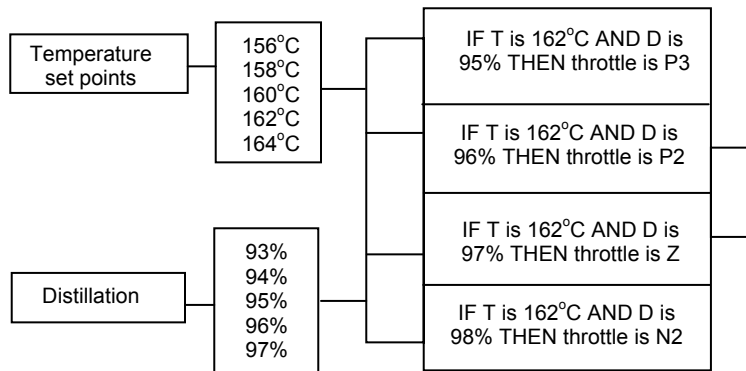 Temperature
set points
156°C
158°C
160°C
162°C
164°C
Distillation
93%
94%
95%
96%
97%
IF T is 162°C AND D is
95% THEN throttle is P3
IF T is 162°C AND D is
96% THEN throttle is P2
IF T is 162°C AND D is
97% THEN throttle is Z
IF T is 162°C AND D is
98% THEN throttle is N2